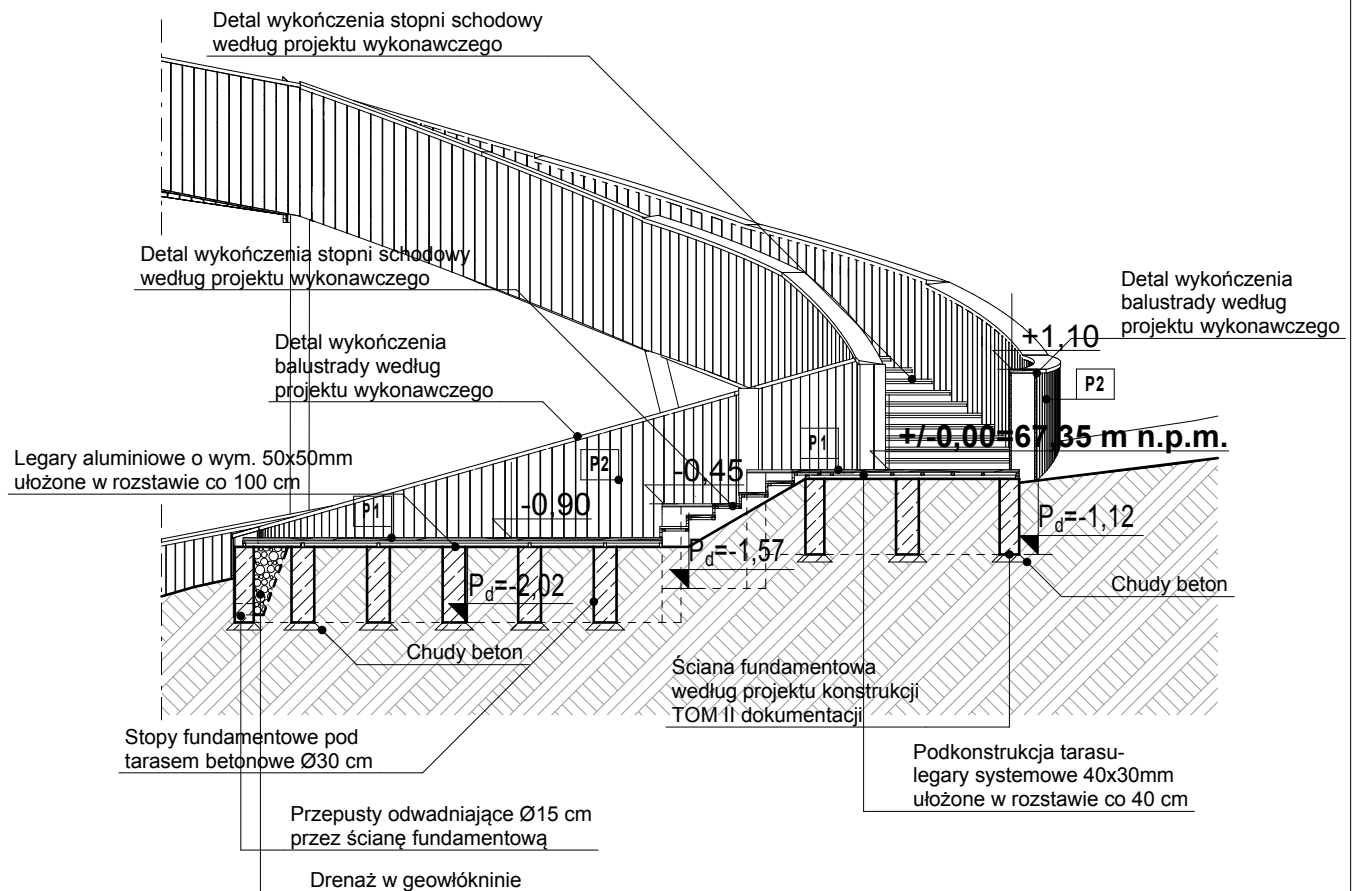 Detal wykończenia stopni schodowy
według projektu wykonawczego
Detal wykończenia stopni schodowy
według projektu wykonawczego
Detal wykończenia
balustrady według
projektu wykonawczego
+1,10
P2
Detal wykończenia
balustrady według
projektu wykonawczego
P1
+/-0,00=67,35 m n.p.m.
Legary aluminiowe o wym. 50x50mm
ułożone w rozstawie co 100 cm
P2
-0,45
P1
-0,90
Pd=-1,12
Pd=-1,57
Pd=-2,02
Chudy beton
Chudy beton
Ściana fundamentowa
według projektu konstrukcji
TOM II dokumentacji
Stopy fundamentowe pod
tarasem betonowe Ø30 cm
Podkonstrukcja tarasu-
legary systemowe 40x30mm
ułożone w rozstawie co 40 cm
Przepusty odwadniające Ø15 cm
przez ścianę fundamentową
Drenaż w geowłókninie